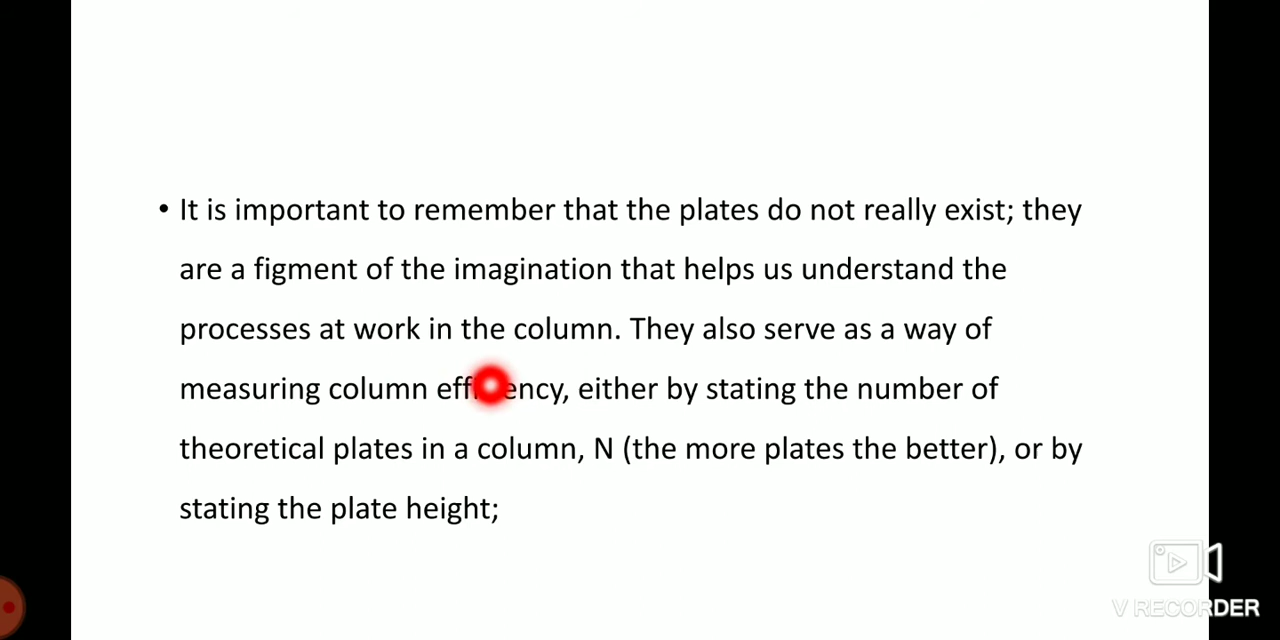 • It is important to remember that the plates do not really exist; they
are a figment of the imagination that helps us understand the
processes at work in the column. They also serve as a way of
measuring column efficiency, either by stating the number of
theoretical plates in a column, N (the more plates the better), or by
stating the plate height;
V RECORDER